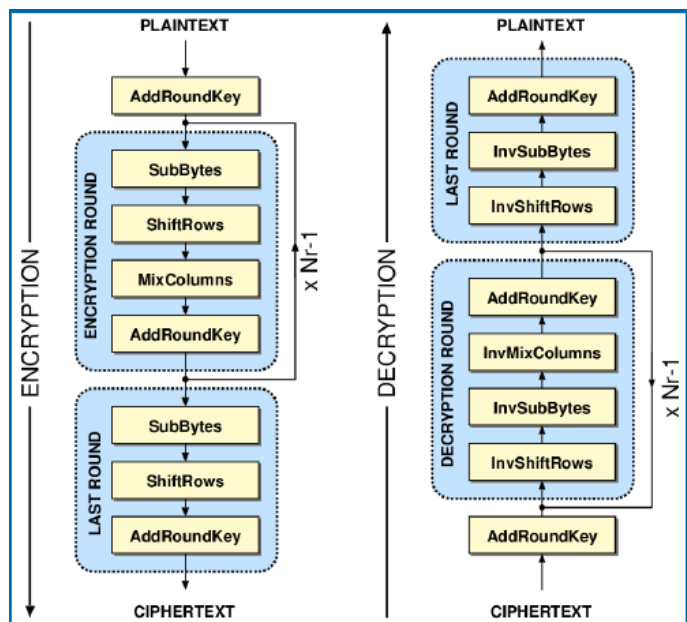 PLAINTEXT
AddRoundKey
SubBytes
ShiftRows
MixColumns
AddRoundKey
ENCRYPTION ROUND
x Nr-1
SubBytes
ShiftRows
AddRoundKey
LAST ROUND
CIPHERTEXT
ENCRYPTION
PLAINTEXT
AddRoundKey
InvSubBytes
InvShiftRows
LAST ROUND
AddRoundKey
InvMixColumns
InvSubBytes
InvShiftRows
DECRYPTION ROUND
x Nr-1
AddRoundKey
CIPHERTEXT
DECRYPTION